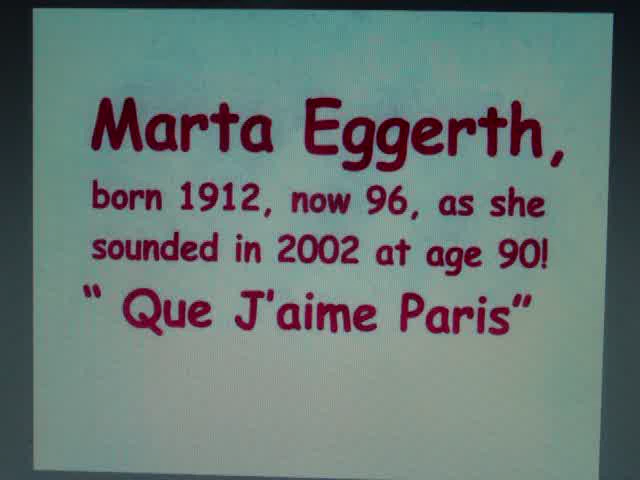 Marta Eggerth,
born 1912, now 96, as she
sounded in 2002 at age 90!
“ Que J'aime Paris”